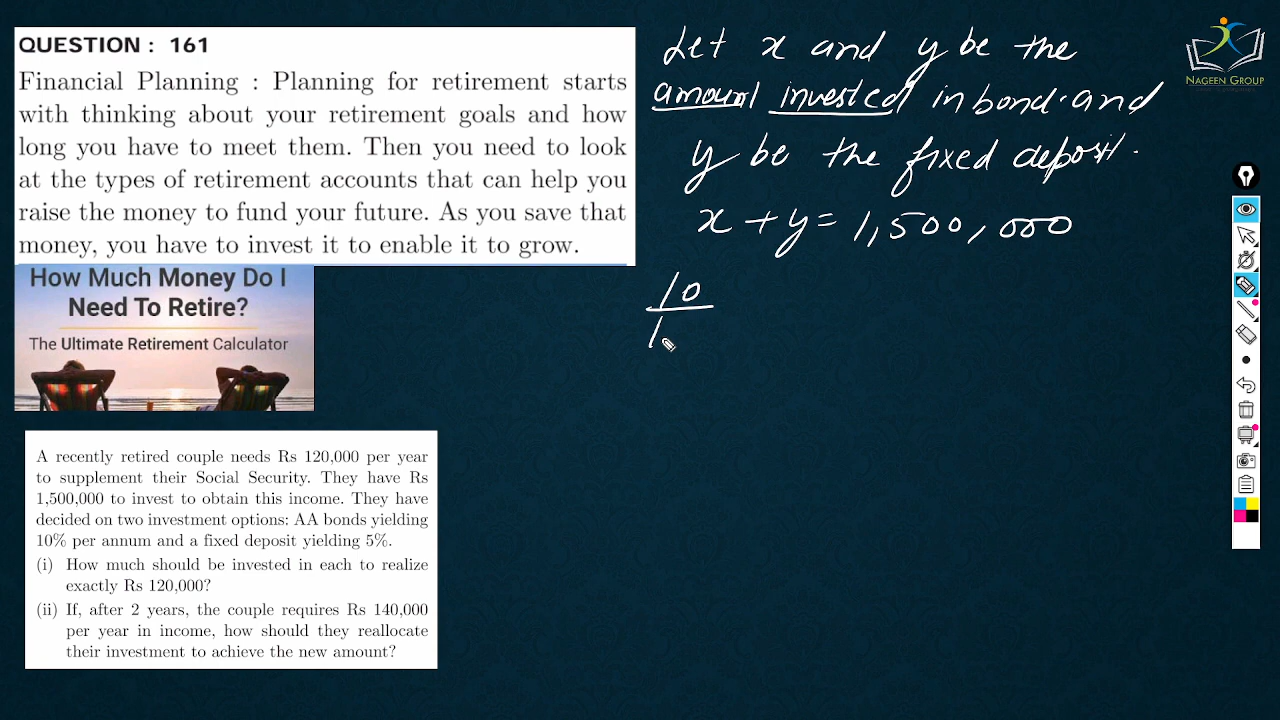 QUESTION : 161
Financial Planning : Planning for retirement starts
with thinking about your retirement goals and how
long you have to meet them. Then you need to look
at the types of retirement accounts that can help you
raise the money to fund your future. As you save that
money, you have to invest it to enable it to grow.
How Much Money Do I
Need To Retire?
The Ultimate Retirement Calculator
A recently retired couple needs Rs 120,000 per year
to supplement their Social Security. They have Rs
1,500,000 to invest to obtain this income. They have
decided on two investment options: AA bonds yielding
10% per annum and a fixed deposit yielding 5%.
(i) How much should be invested in each to realize
exactly Rs 120,000?
(ii) If, after 2 years, the couple requires Rs 140,000
per year in income, how should they reallocate
their investment to achieve the new amount?
Let x and y be the
amount invested in bond. and
y be the fixed deposit.
x + y = 1,500,000
10
1
NAGEEN GROUP